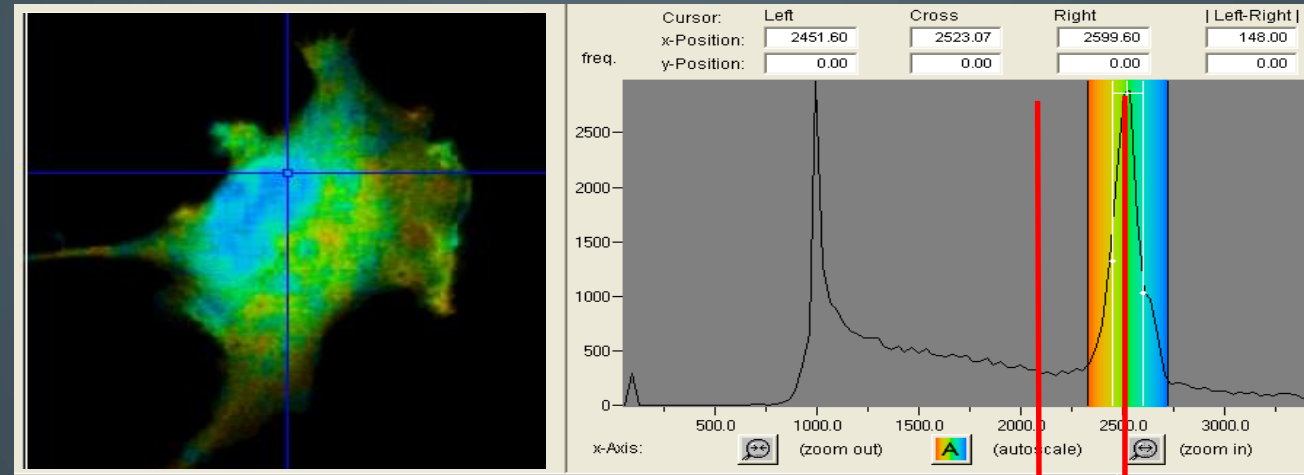 Cursor: Left Cross Right | Left-Right |
x-Position: 2451.60 2523.07 2599.60 148.00
freq. y-Position: 0.00 0.00 0.00 0.00
2500
2000
1500
1000
500
0
500.0 1000.0 2000.0 2500.0 3000.0
x-Axis: (zoom out) A (autoscale) (zoom in)